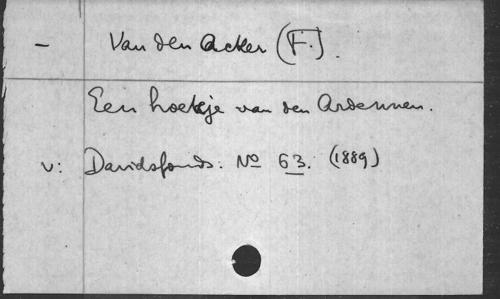 - Van den Acker (F.).
Een hoekje van den Ardennen.
v: Davidsfonds: No 63. (1889)